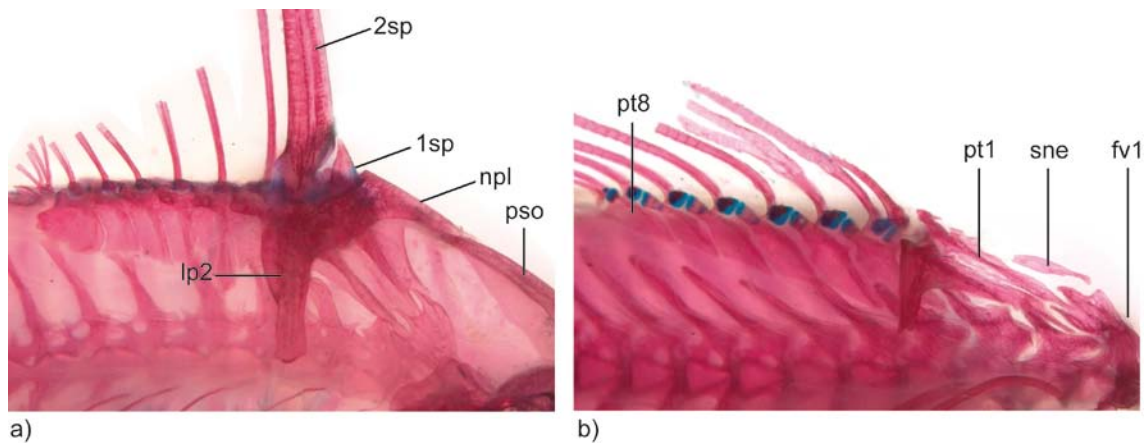 2sp
1sp
npl
pso
lp2
a)
pt8
pt1
sne
fv1
b)